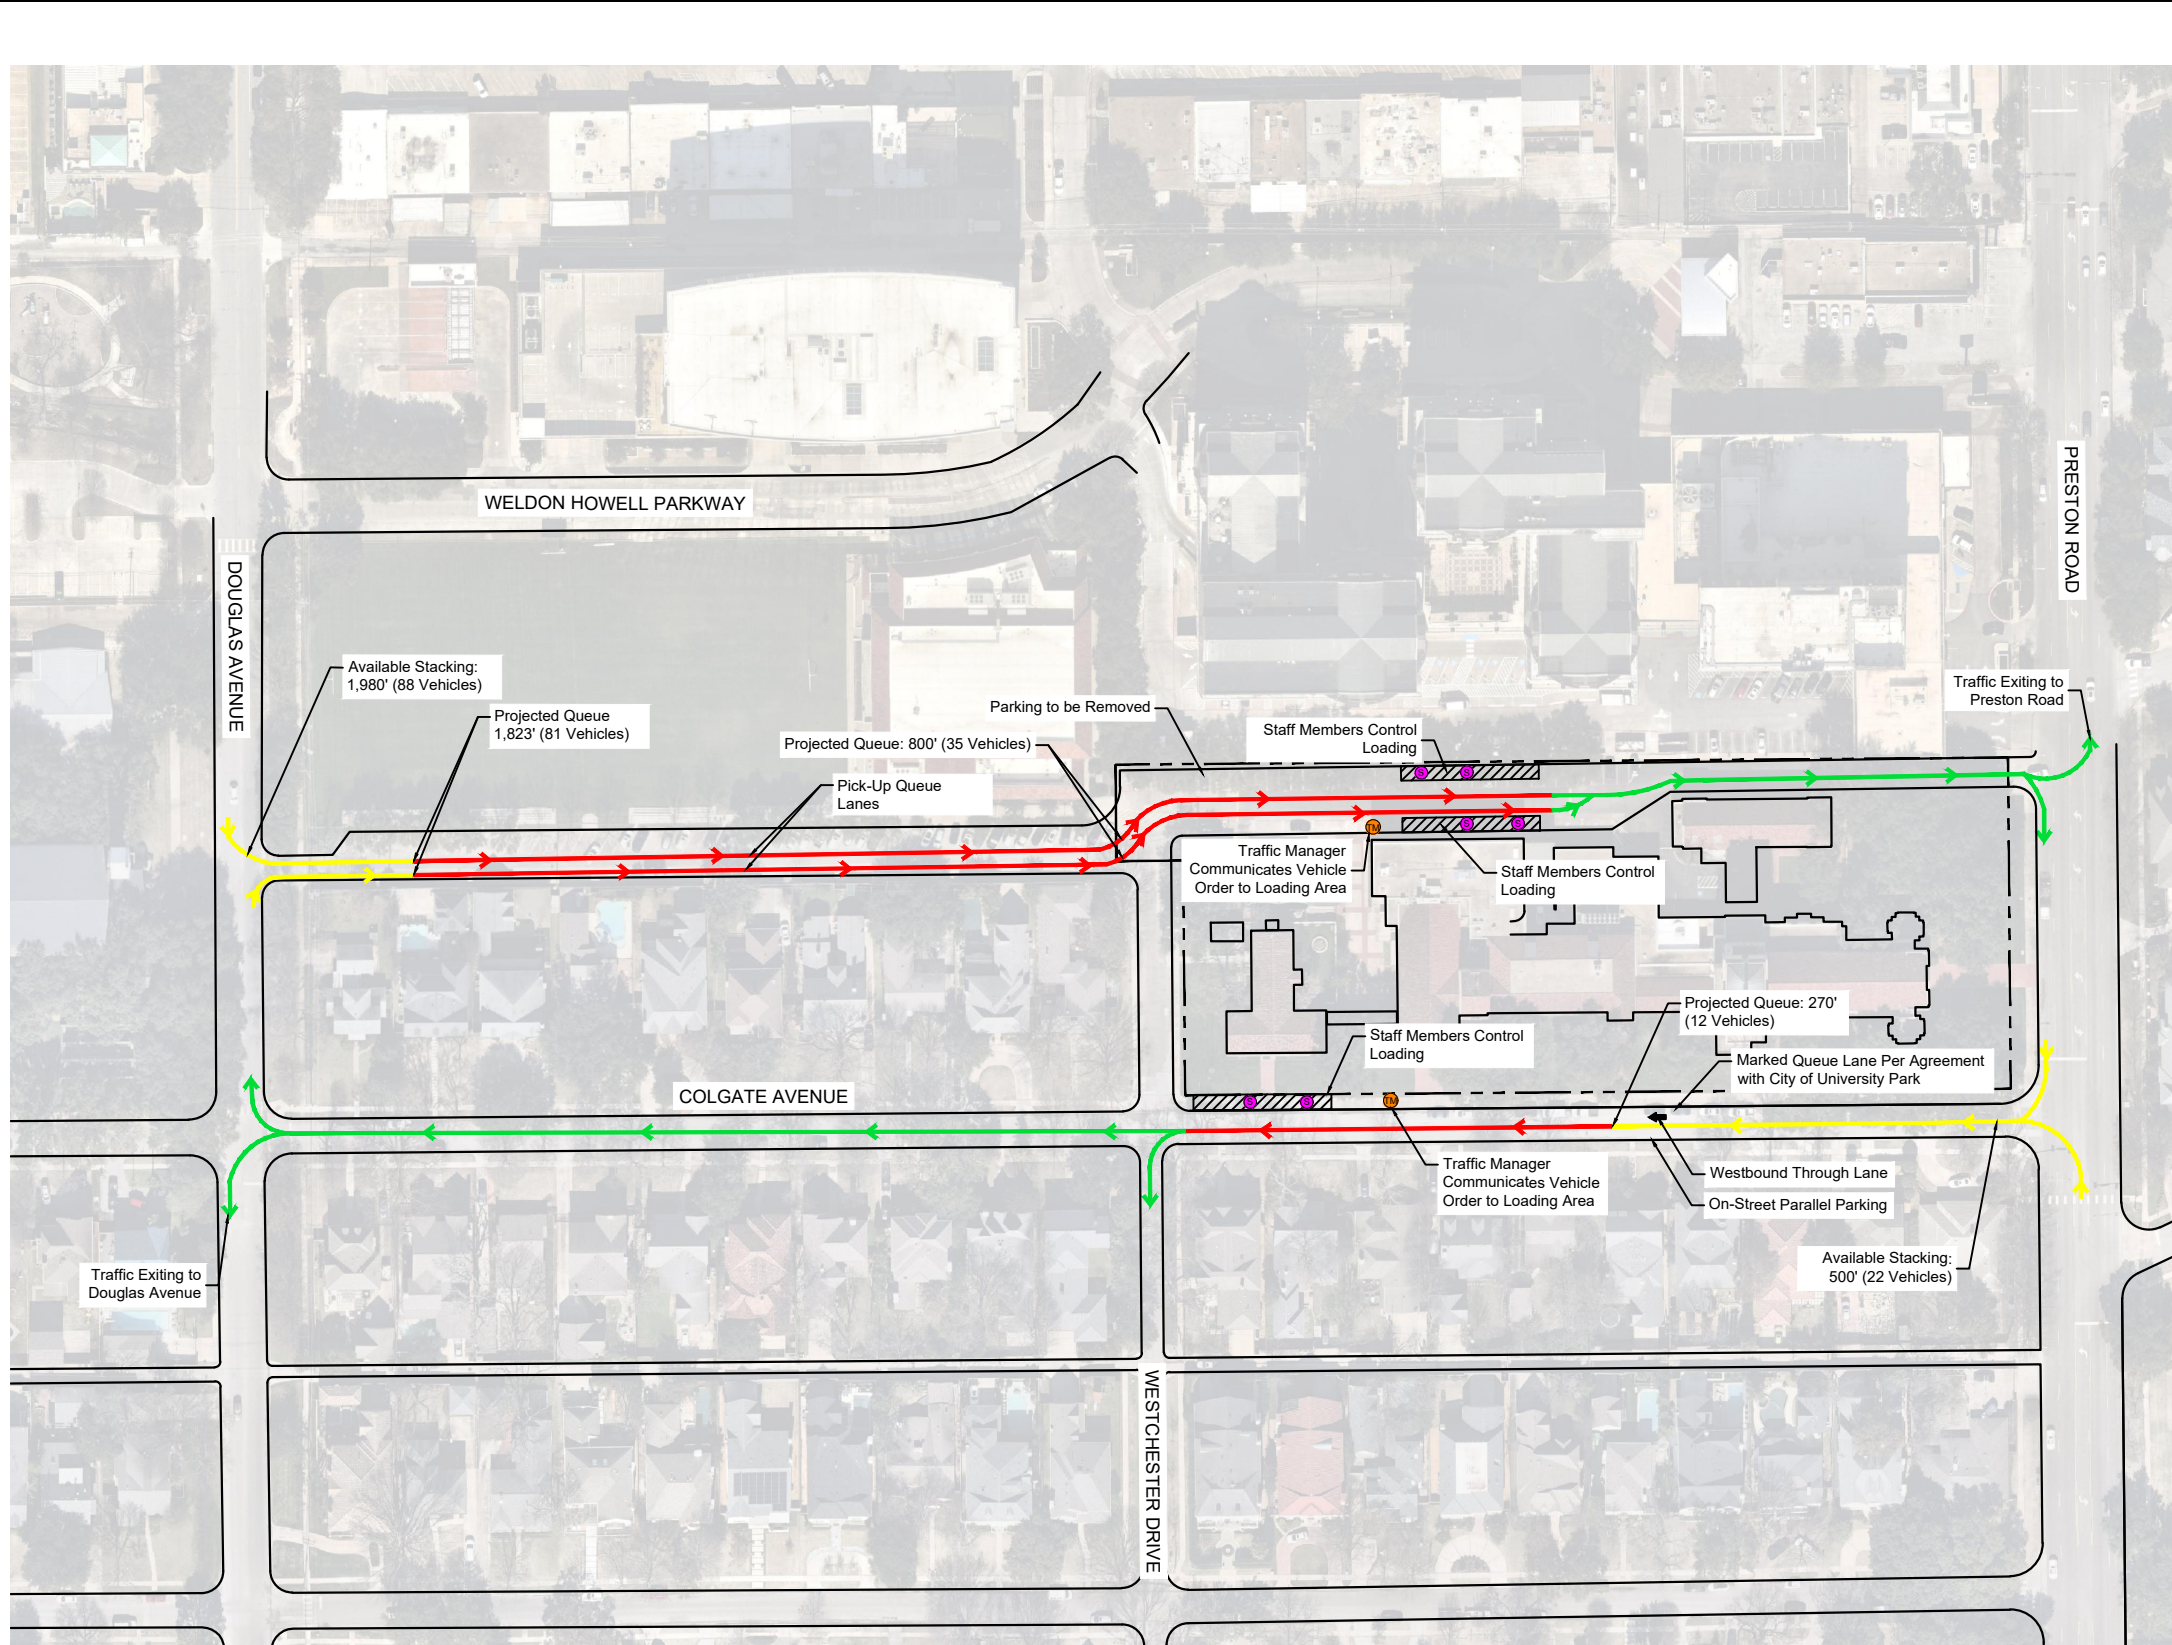 WELDON HOWELL PARKWAY
PRESTON ROAD
DOUGLAS AVENUE
Available Stacking:
1,980' (88 Vehicles)
Projected Queue
1,823' (81 Vehicles)
Parking to be Removed
Projected Queue: 800' (35 Vehicles)
Pick-Up Queue
Lanes
Staff Members Control
Loading
Traffic Exiting to
Preston Road
S
S
TM
S
S
Traffic Manager
Communicates Vehicle
Order to Loading Area
Staff Members Control
Loading
Projected Queue: 270'
(12 Vehicles)
Staff Members Control
Loading
Marked Queue Lane Per Agreement
with City of University Park
COLGATE AVENUE
S
S
TM
Traffic Manager
Communicates Vehicle
Order to Loading Area
Westbound Through Lane
On-Street Parallel Parking
Available Stacking:
500' (22 Vehicles)
Traffic Exiting to
Douglas Avenue
WESTCHESTER DRIVE